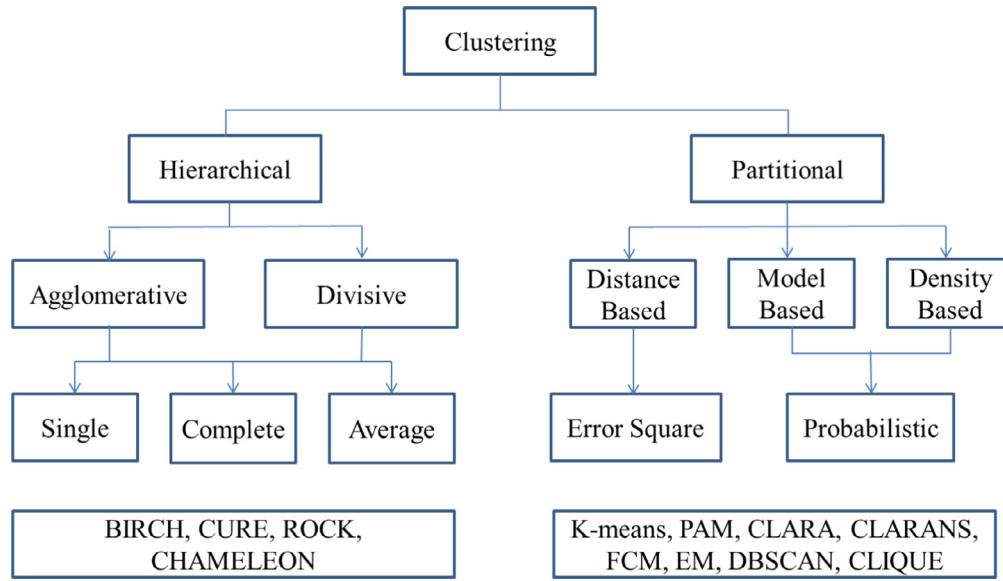 Clustering
Hierarchical
Partitional
Agglomerative
Divisive
Distance
Based
Model
Based
Density
Based
Single
Complete
Average
Error Square
Probabilistic
BIRCH, CURE, ROCK,
CHAMELEON
K-means, PAM, CLARA, CLARANS,
FCM, EM, DBSCAN, CLIQUE